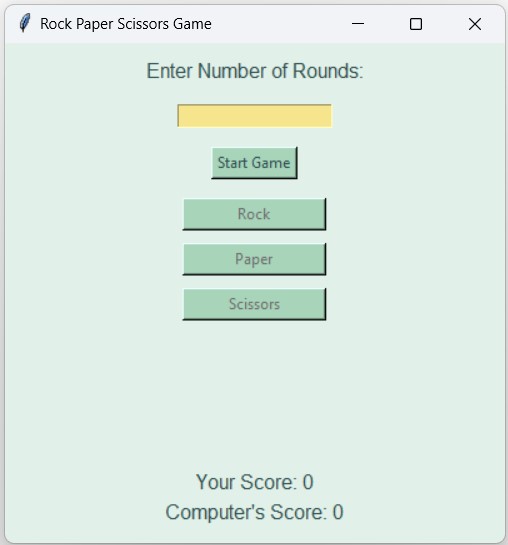 Rock Paper Scissors Game
Enter Number of Rounds:
Start Game
Rock
Paper
Scissors
Your Score: 0
Computer's Score: 0